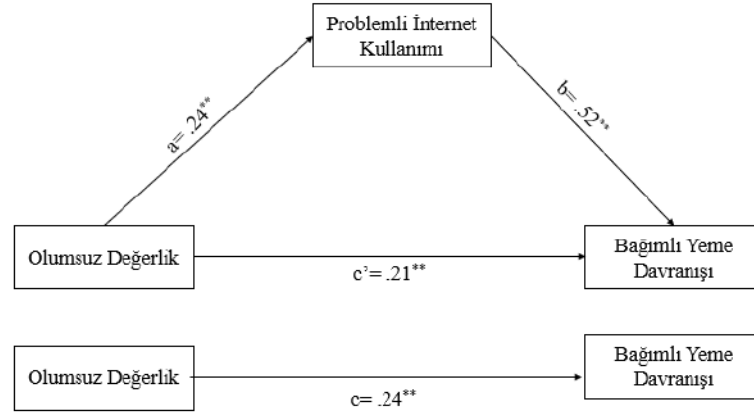 Problemli İnternet
Kullanımı
a= .24**
b= .52**
Olumsuz Değerlik
Bağımlı Yeme
Davranışı
c’= .21**
Olumsuz Değerlik
Bağımlı Yeme
Davranışı
c= .24**